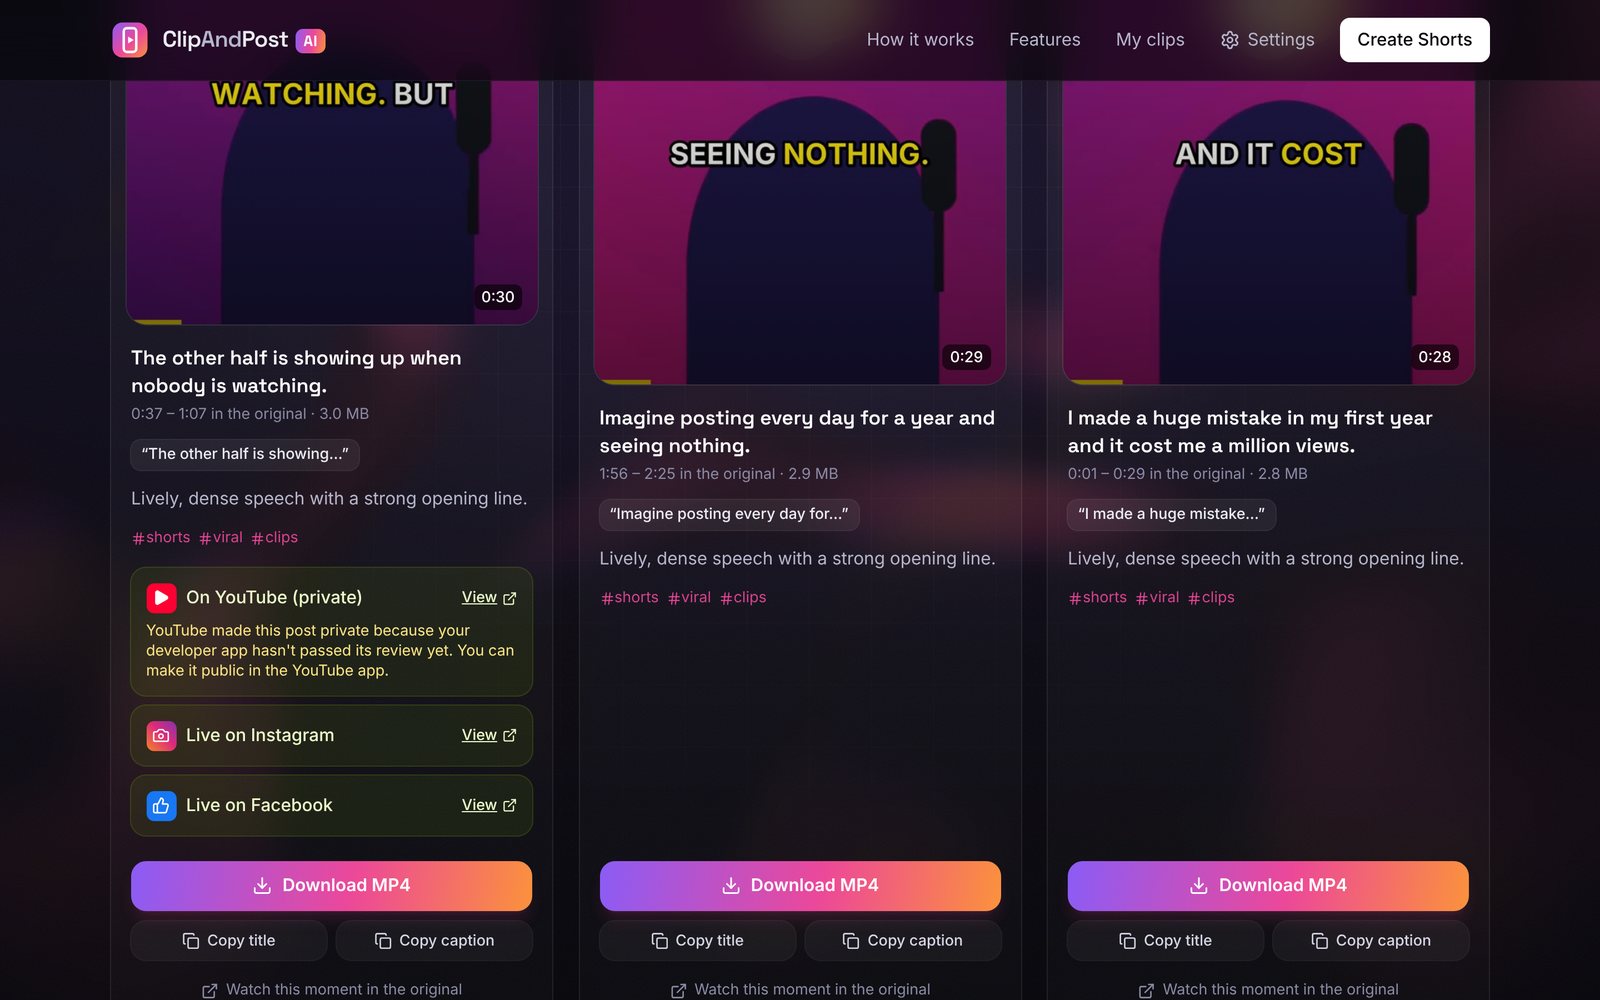 ClipAndPost AI
How it works
Features
My clips
Settings
Create Shorts
WATCHING. BUT
0:30
The other half is showing up when
nobody is watching.
0:37 – 1:07 in the original · 3.0 MB
“The other half is showing…”
Lively, dense speech with a strong opening line.
#shorts #viral #clips
On YouTube (private)
View
YouTube made this post private because your
developer app hasn't passed its review yet. You can
make it public in the YouTube app.
Live on Instagram
View
Live on Facebook
View
Download MP4
Copy title
Copy caption
Watch this moment in the original
SEEING NOTHING.
0:29
Imagine posting every day for a year and
seeing nothing.
1:56 – 2:25 in the original · 2.9 MB
“Imagine posting every day for…”
Lively, dense speech with a strong opening line.
#shorts #viral #clips
Download MP4
Copy title
Copy caption
Watch this moment in the original
AND IT COST
0:28
I made a huge mistake in my first year
and it cost me a million views.
0:01 – 0:29 in the original · 2.8 MB
“I made a huge mistake…”
Lively, dense speech with a strong opening line.
#shorts #viral #clips
Download MP4
Copy title
Copy caption
Watch this moment in the original